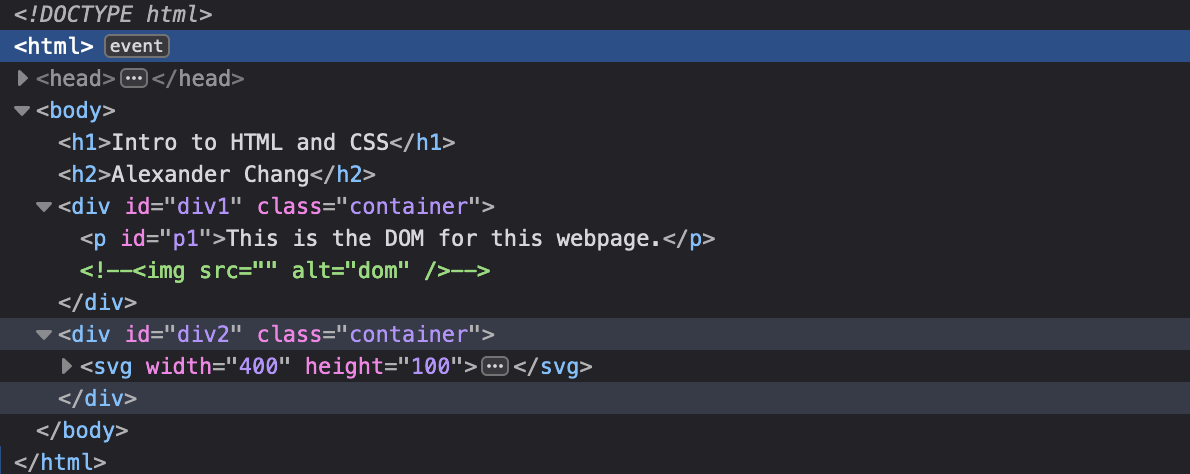 <!DOCTYPE html>
<html> event
<head>···</head>
<body>
<h1>Intro to HTML and CSS</h1>
<h2>Alexander Chang</h2>
<div id="div1" class="container">
<p id="p1">This is the DOM for this webpage.</p>
<!--<img src="" alt="dom" />-->
</div>
<div id="div2" class="container">
<svg width="400" height="100">···</svg>
</div>
</body>
</html>